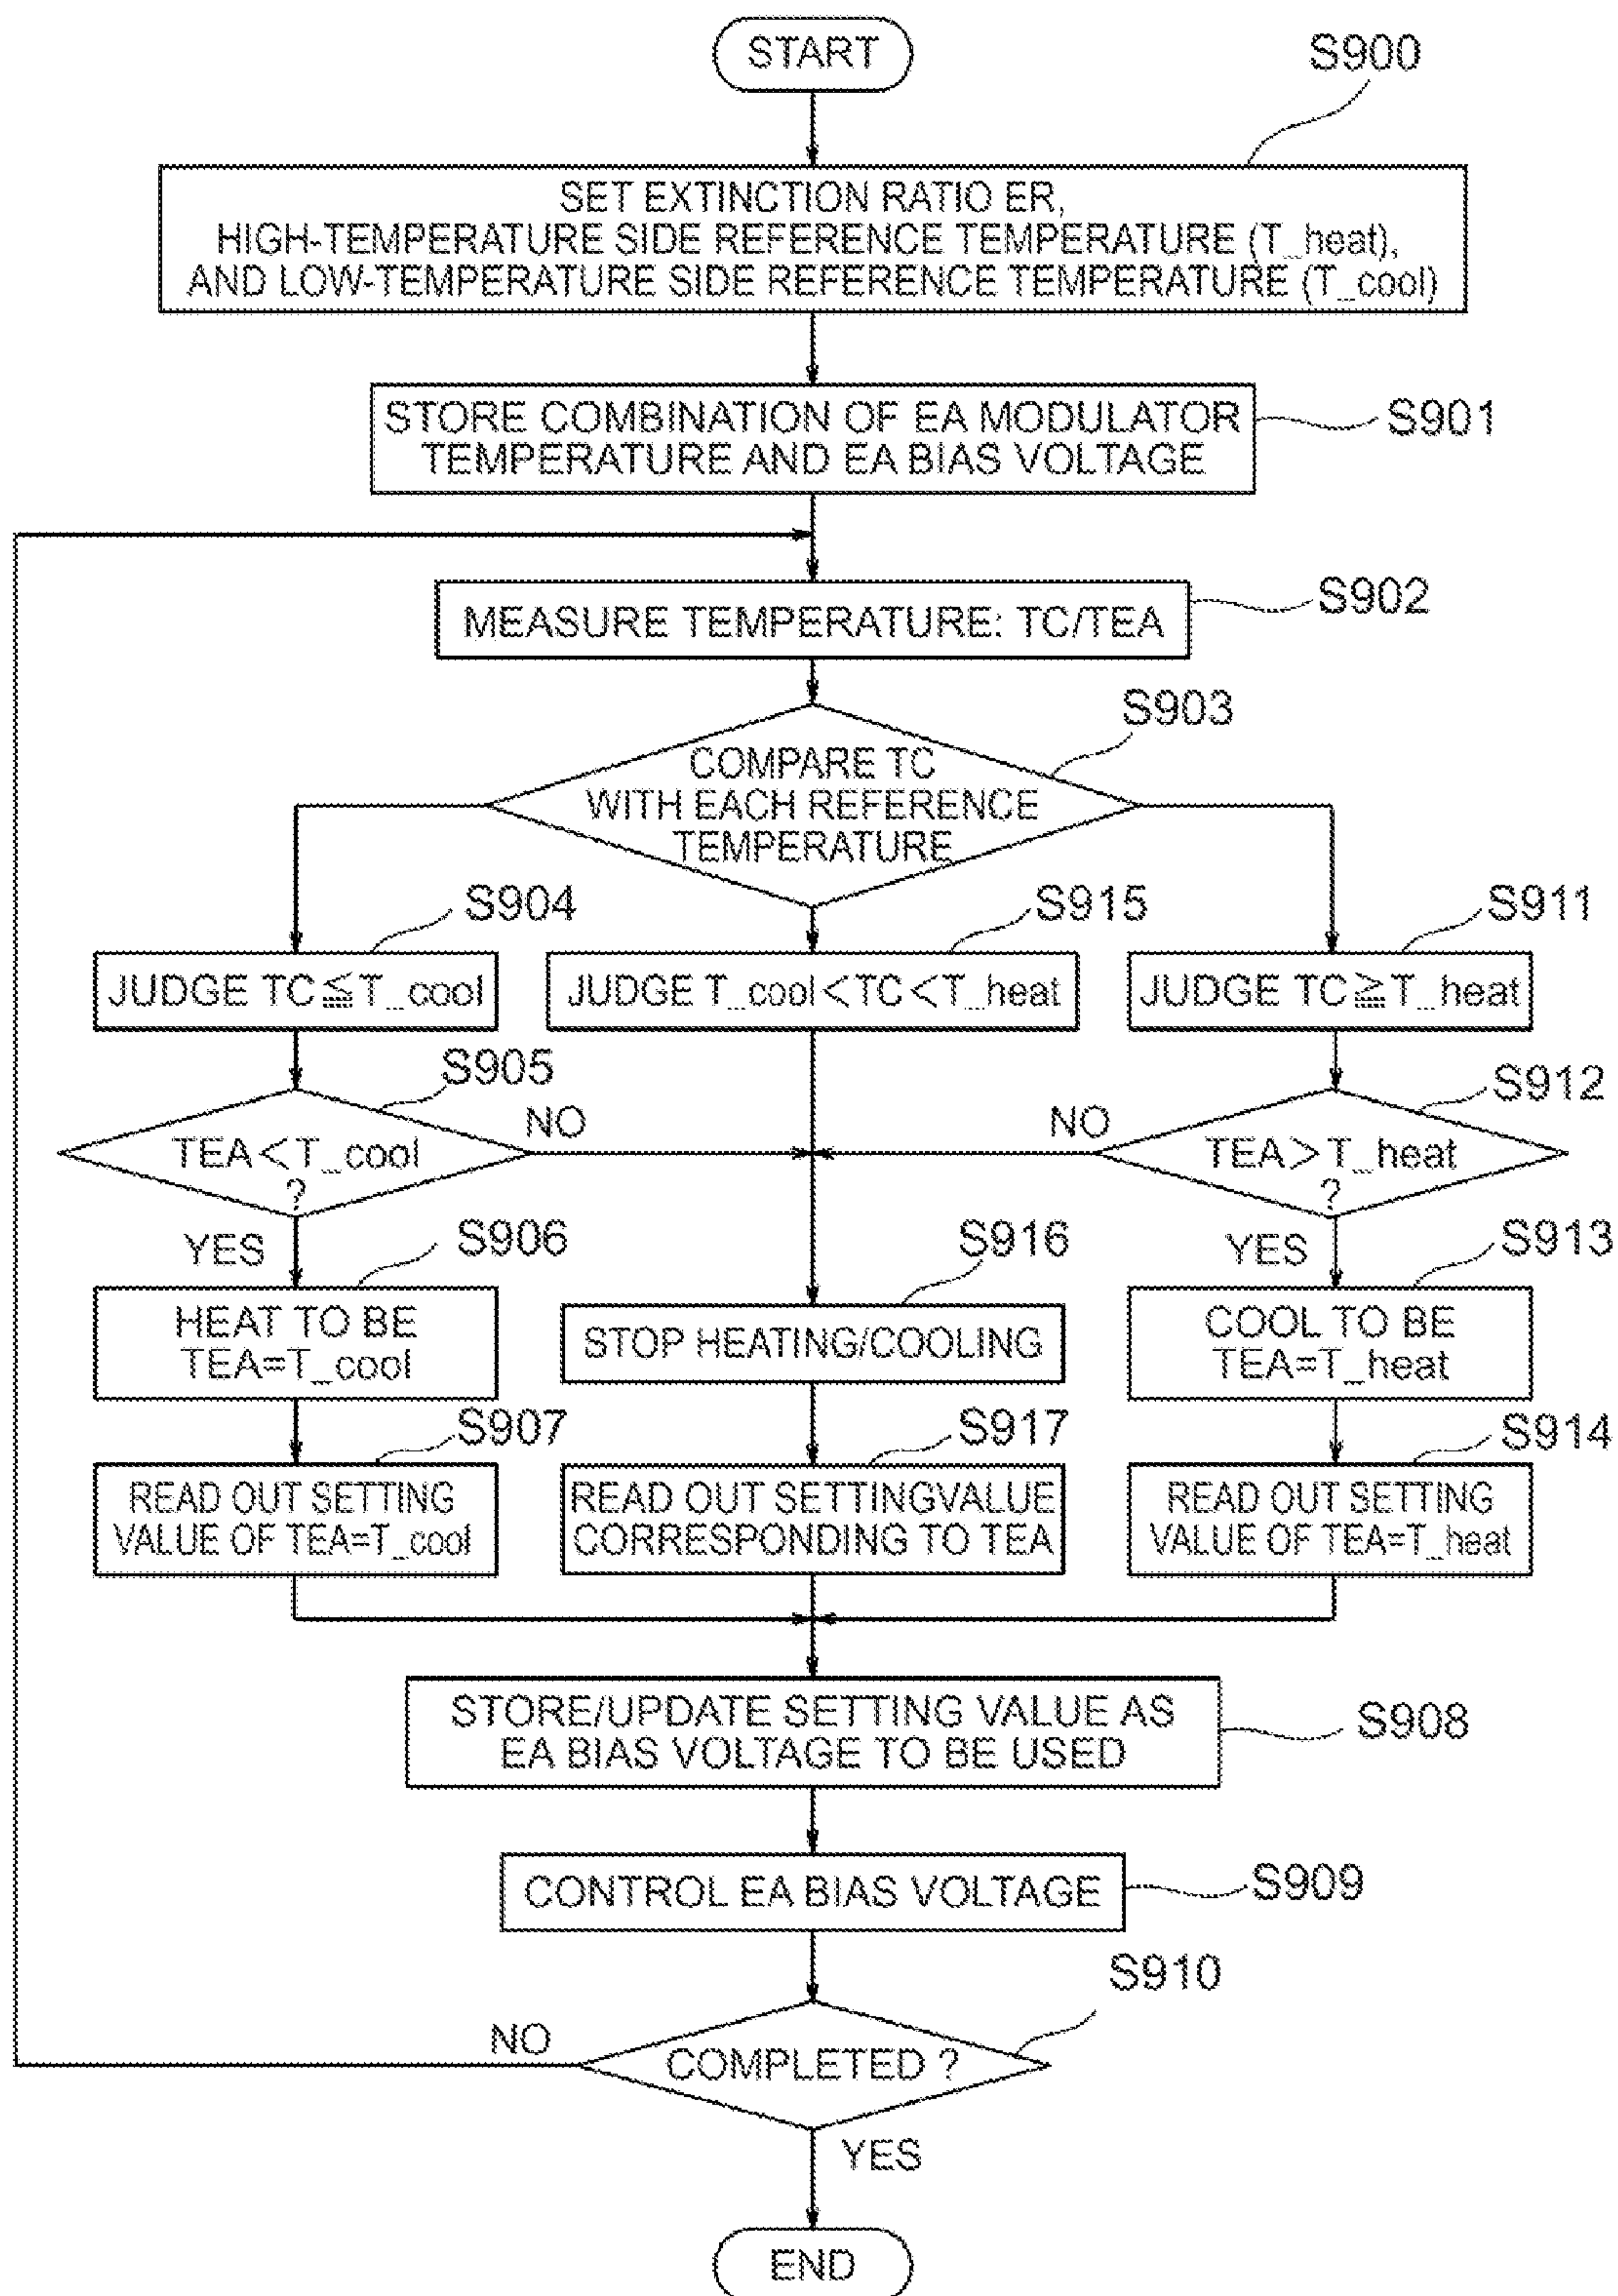 START
S900
SET EXTINCTION RATIO ER,
HIGH-TEMPERATURE SIDE REFERENCE TEMPERATURE (T_heat),
AND LOW-TEMPERATURE SIDE REFERENCE TEMPERATURE (T_cool)
STORE COMBINATION OF EA MODULATOR
TEMPERATURE AND EA BIAS VOLTAGE
S901
MEASURE TEMPERATURE: TC/TEA
S902
S903
COMPARE TC
WITH EACH REFERENCE
TEMPERATURE
S904
S915
S911
JUDGE TC≦T_cool
JUDGE T_cool<TC<T_heat
JUDGE TC≧T_heat
S905
S912
NO
NO
TEA<T_cool
?
TEA>T_heat
?
YES
S906
S916
YES
S913
HEAT TO BE
TEA=T_cool
STOP HEATING/COOLING
COOL TO BE
TEA=T_heat
S907
S917
S914
READ OUT SETTING
VALUE OF TEA=T_cool
READ OUT SETTINGVALUE
CORRESPONDING TO TEA
READ OUT SETTING
VALUE OF TEA=T_heat
STORE/UPDATE SETTING VALUE AS
EA BIAS VOLTAGE TO BE USED
S908
CONTROL EA BIAS VOLTAGE
S909
S910
NO
COMPLETED ?
YES
END